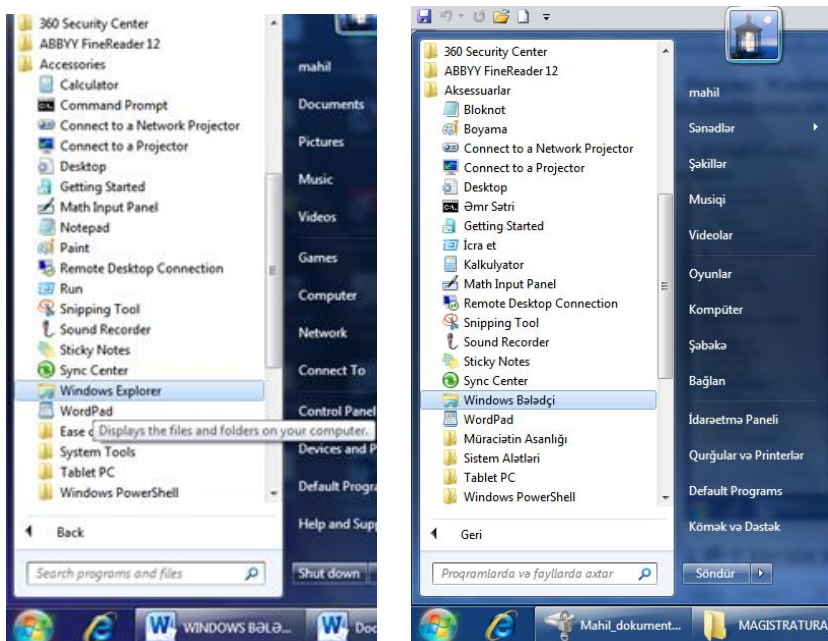 360 Security Center
ABBYY FineReader 12
Accessories
Calculator
Command Prompt
Connect to a Network Projector
Connect to a Projector
Desktop
Getting Started
Math Input Panel
Notepad
Paint
Remote Desktop Connection
Run
Snipping Tool
Sound Recorder
Sticky Notes
Sync Center
Windows Explorer
WordPad
Ease
Displays the files and folders on your computer.
System Tools
Tablet PC
Windows PowerShell
Back
Search programs and files
mahil
Documents
Pictures
Music
Videos
Games
Computer
Network
Connect To
Control Panel
Devices and P
Default Progra
Help and Supp
Shut down
WINDOWS BƏLƏ...
Doc
360 Security Center
ABBYY FineReader 12
Aksessuarlar
Bloknot
Boyama
Connect to a Network Projector
Connect to a Projector
Desktop
Əmr Sətri
Getting Started
İcra et
Kalkulyator
Math Input Panel
Remote Desktop Connection
Snipping Tool
Sound Recorder
Sticky Notes
Sync Center
Windows Bələdçi
WordPad
Müraciətin Asanlığı
Sistem Alətləri
Tablet PC
Windows PowerShell
Geri
Proqramlarda və fayllarda axtar
mahil
Sənədlər
Şəkillər
Musiqi
Videolar
Oyunlar
Kompüter
Şəbəkə
Bağlan
İdarəetmə Paneli
Qurğular və Printerlər
Default Programs
Kömək və Dəstək
Söndür
Mahil_dokument...
MAGISTRATURA